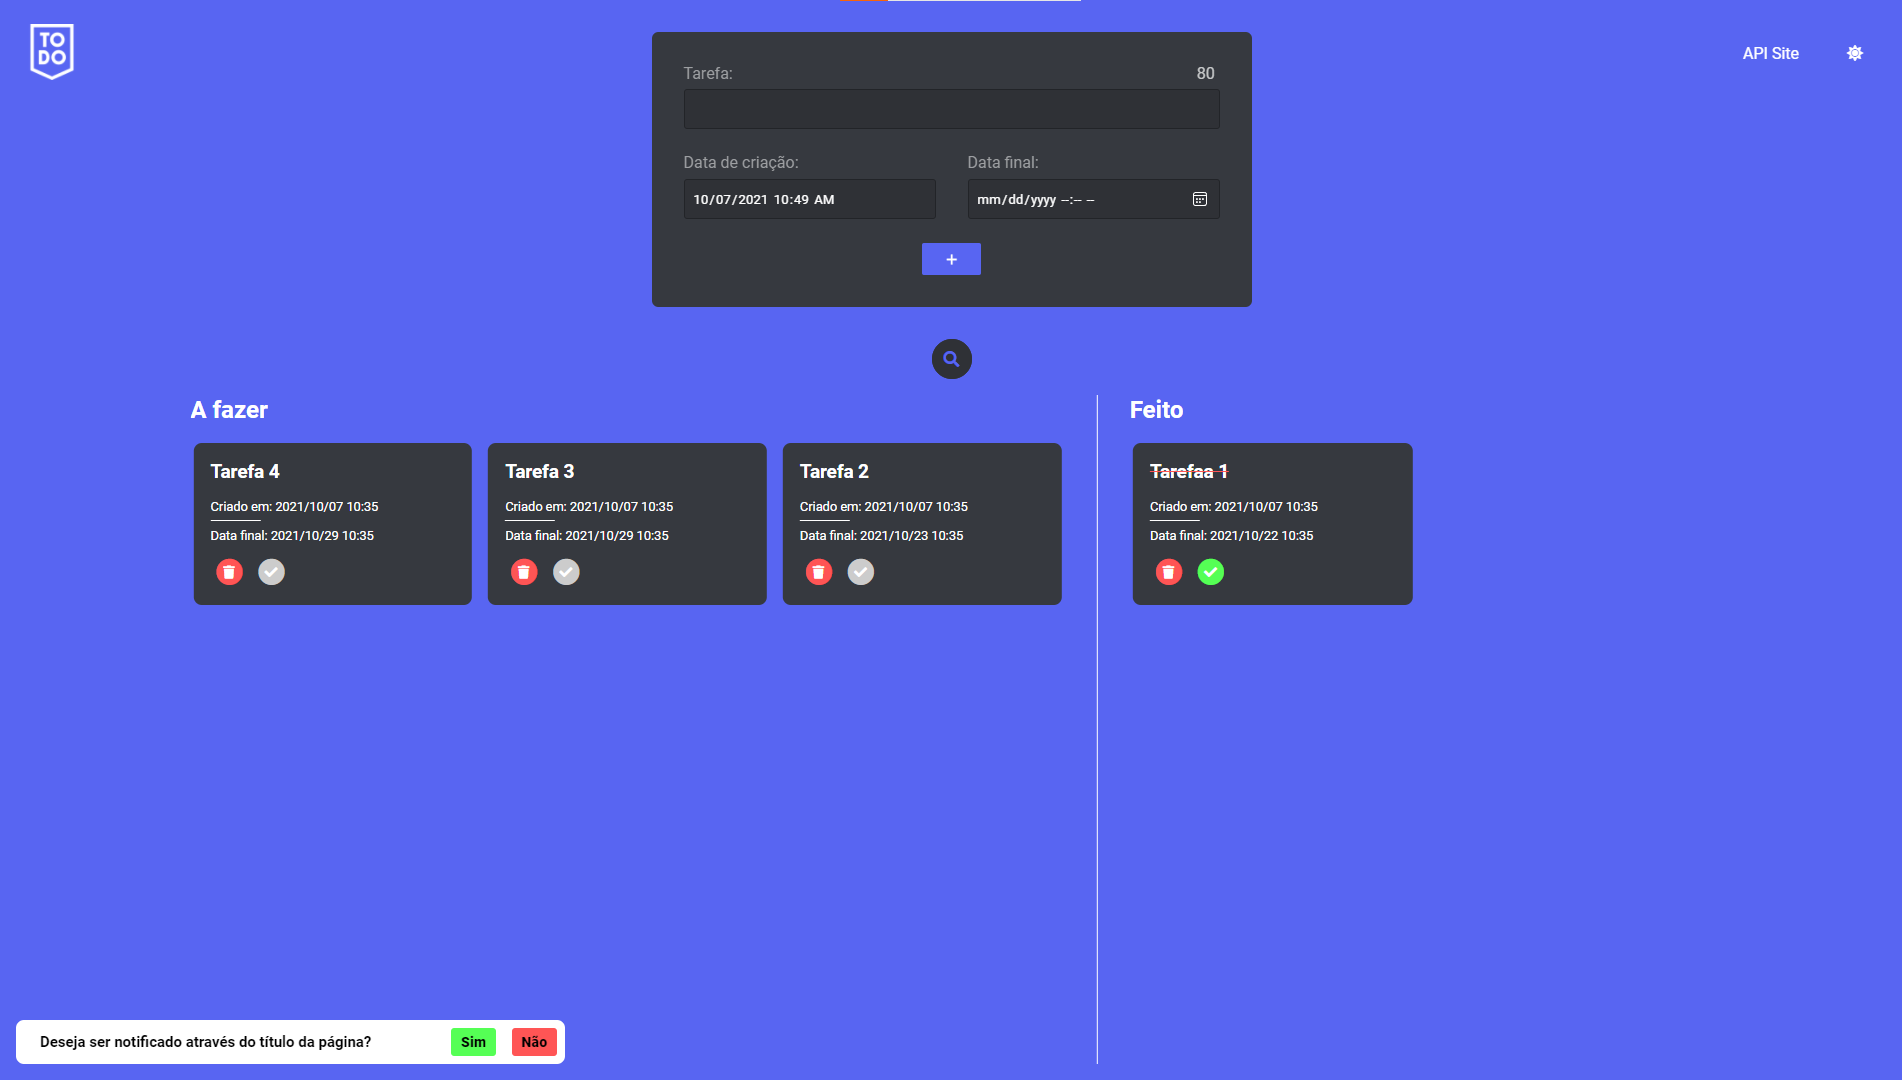 TO
DO
API Site
Tarefa:
80
Data de criação:
Data final:
10/07/2021 10:49 AM
mm/dd/yyyy --:-- --
+
A fazer
Feito
Tarefa 4
Criado em: 2021/10/07 10:35
Data final: 2021/10/29 10:35
Tarefa 3
Criado em: 2021/10/07 10:35
Data final: 2021/10/29 10:35
Tarefa 2
Criado em: 2021/10/07 10:35
Data final: 2021/10/23 10:35
Tarefaa 1
Criado em: 2021/10/07 10:35
Data final: 2021/10/22 10:35
Deseja ser notificado através do título da página?
Sim
Não